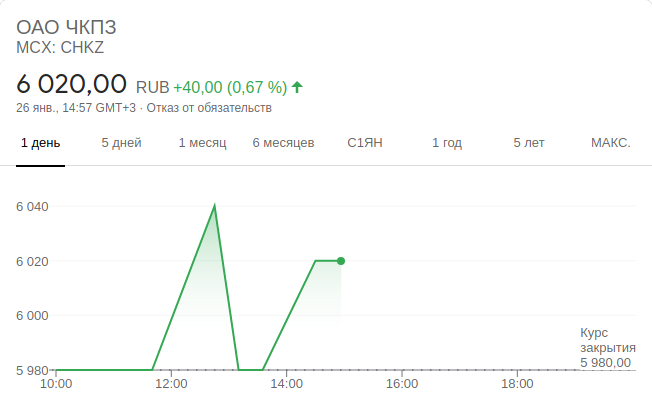 ОАО ЧКПЗ
MCX: CHKZ
6 020,00 RUB +40,00 (0,67 %)
26 янв., 14:57 GMT+3 · Отказ от обязательств
1 день 5 дней 1 месяц 6 месяцев С1ЯН 1 год 5 лет МАКС.
6 040
6 020
6 000
5 980
Курс
закрытия
5 980,00
10:00 12:00 14:00 16:00 18:00